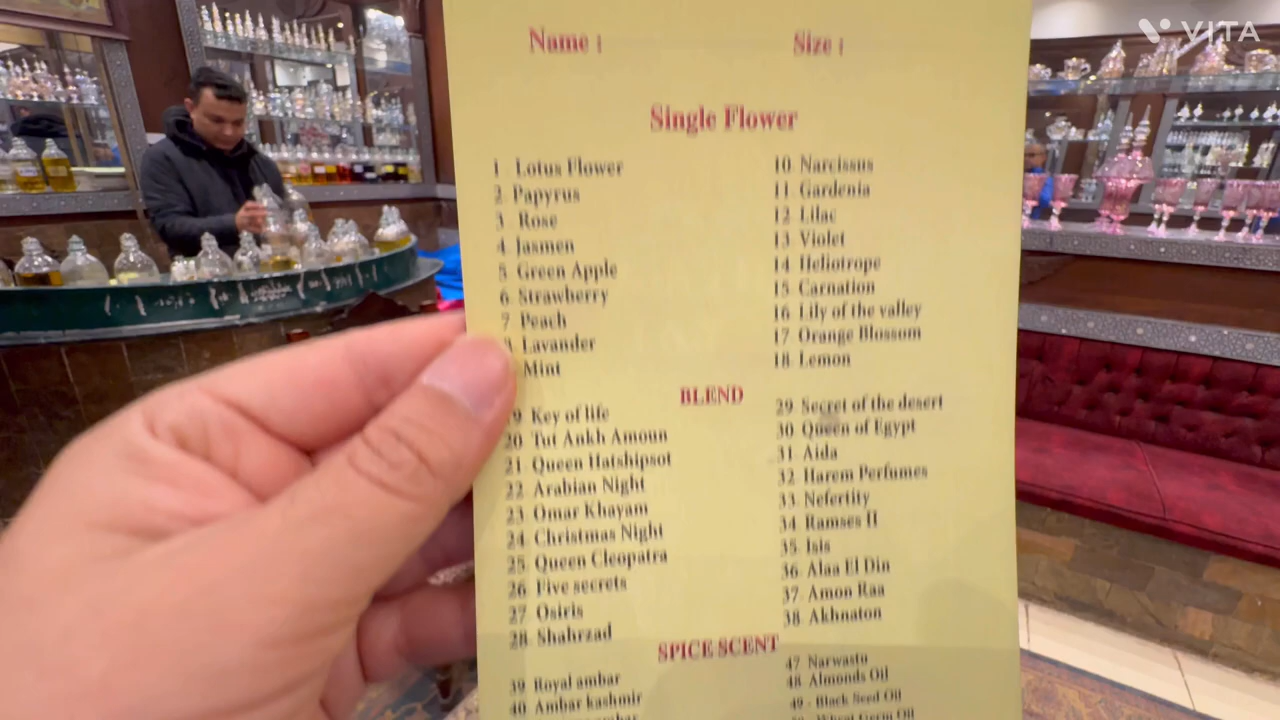 VITA
Name :
Size :
Single Flower
1 Lotus Flower
2 Papyrus
3 Rose
4 Jasmen
5 Green Apple
6 Strawberry
7 Peach
Lavander
Mint
10 Narcissus
11 Gardenia
12 Lilac
13 Violet
14 Heliotrope
15 Carnation
16 Lily of the valley
17 Orange Blossom
18 Lemon
BLEND
9 Key of life
20 Tut Ankh Amoun
21 Queen Hatshipsot
22 Arabian Night
23 Omar Khayam
24 Christmas Night
25 Queen Cleopatra
26 Five secrets
27 Osiris
28 Shahrzad
29 Secret of the desert
30 Queen of Egypt
31 Aida
32 Harem Perfumes
33 Nefertity
34 Ramses II
35 Isis
36 Alaa El Din
37 Amon Raa
38 Akhnaton
SPICE SCENT
39 Royal ambar
40 Ambar kashmir
47 Narwastu
48 Almonds Oil
49 - Black Seed Oil
Wheat Germ Oil